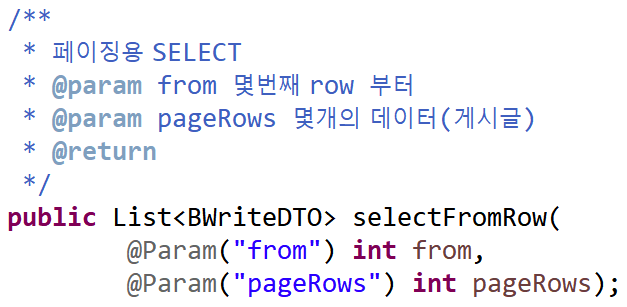 /**
 * 페이징용 SELECT
 * @param from 몇번째 row 부터
 * @param pageRows 몇개의 데이터(게시글)
 * @return
 */
public List<BWriteDTO> selectFromRow(
        @Param("from") int from,
        @Param("pageRows") int pageRows);